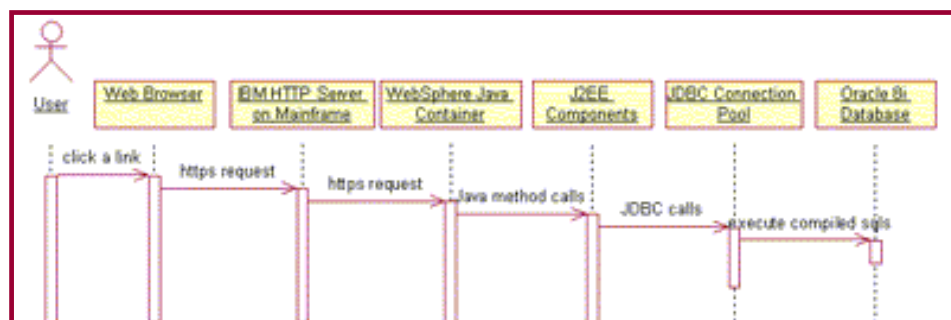 User
Web Browser
IBM HTTP Server
on Mainframe
WebSphere Java
Container
J2EE
Components
JDBC Connection
Pool
Oracle 8i
Database
click a link
https request
https request
Java method calls
JDBC calls
execute compiled sqls